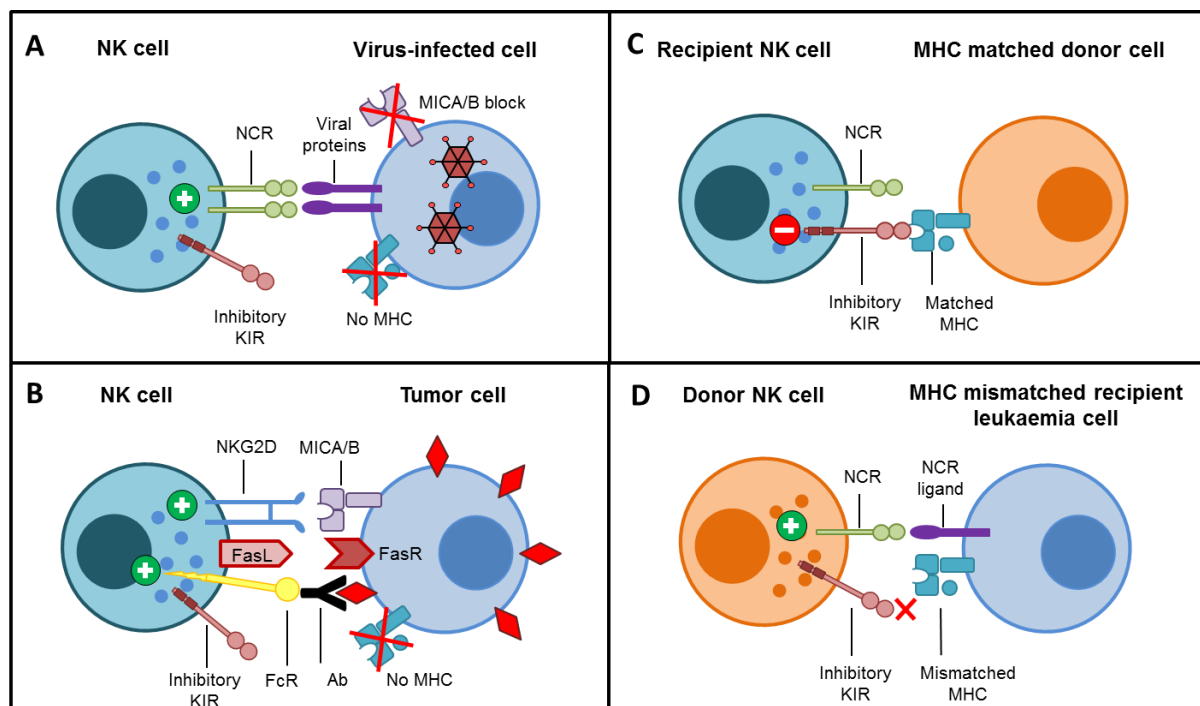 A
NK cell
Virus-infected cell
MICA/B block
NCR
Viral
proteins
Inhibitory
KIR
No MHC
B
NK cell
Tumor cell
NKG2D
MICA/B
FasL
FasR
Inhibitory
KIR
FcR
Ab
No MHC
C
Recipient NK cell
MHC matched donor cell
NCR
Inhibitory
KIR
Matched
MHC
D
Donor NK cell
MHC mismatched recipient
leukaemia cell
NCR
NCR
ligand
Inhibitory
KIR
Mismatched
MHC